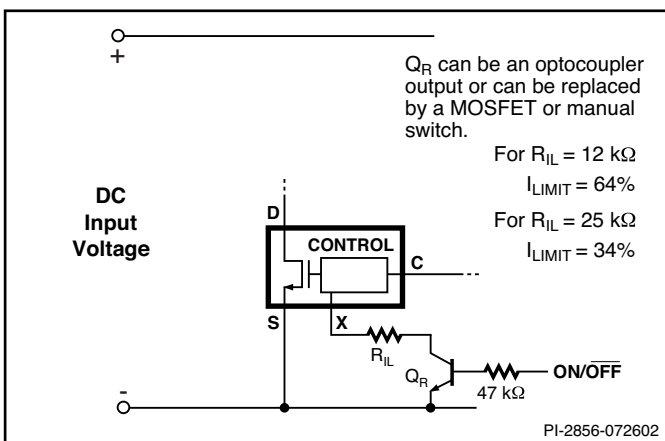 +
Q_R can be an optocoupler
output or can be replaced
by a MOSFET or manual
switch.
For R_IL = 12 kΩ
I_LIMIT = 64%
For R_IL = 25 kΩ
I_LIMIT = 34%
DC
Input
Voltage
D
CONTROL
C
S
X
R_IL
Q_R
47 kΩ
ON/O̅F̅F̅
-
PI-2856-072602